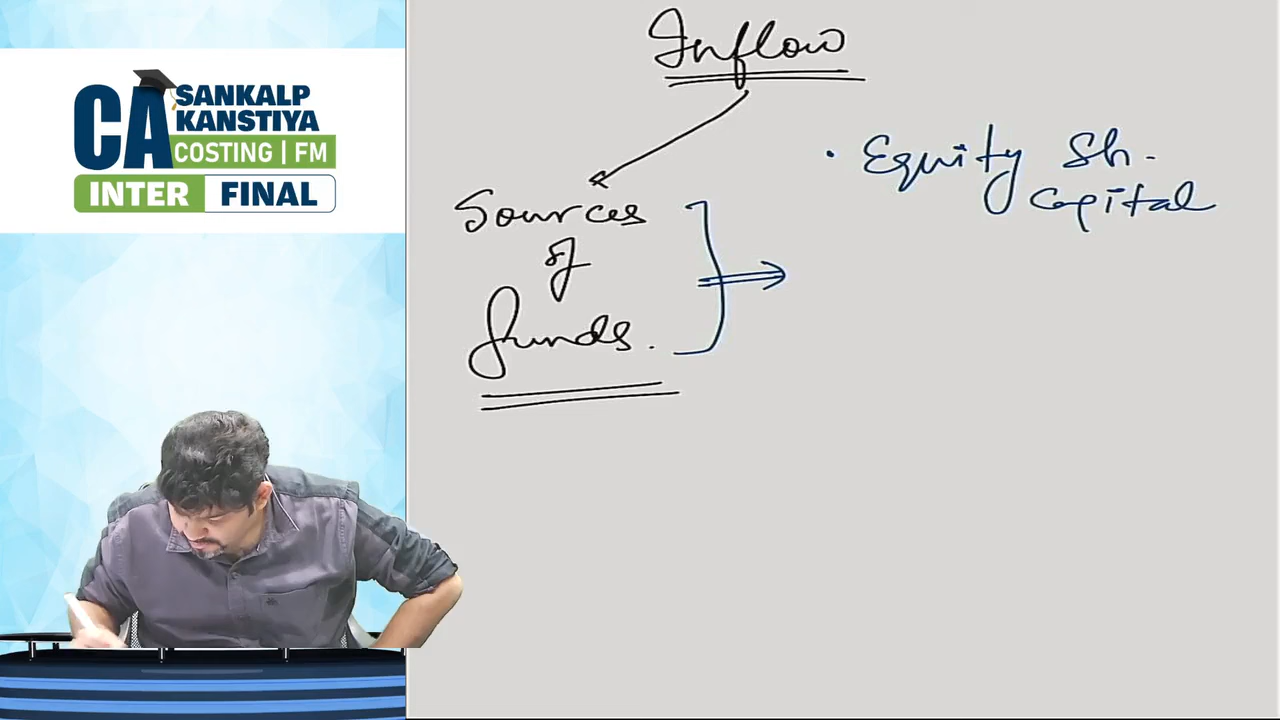 CA
SANKALP
KANSTIYA
COSTING | FM
INTER FINAL
Inflow
Sources
of
funds.
• Equity Sh.
Capital